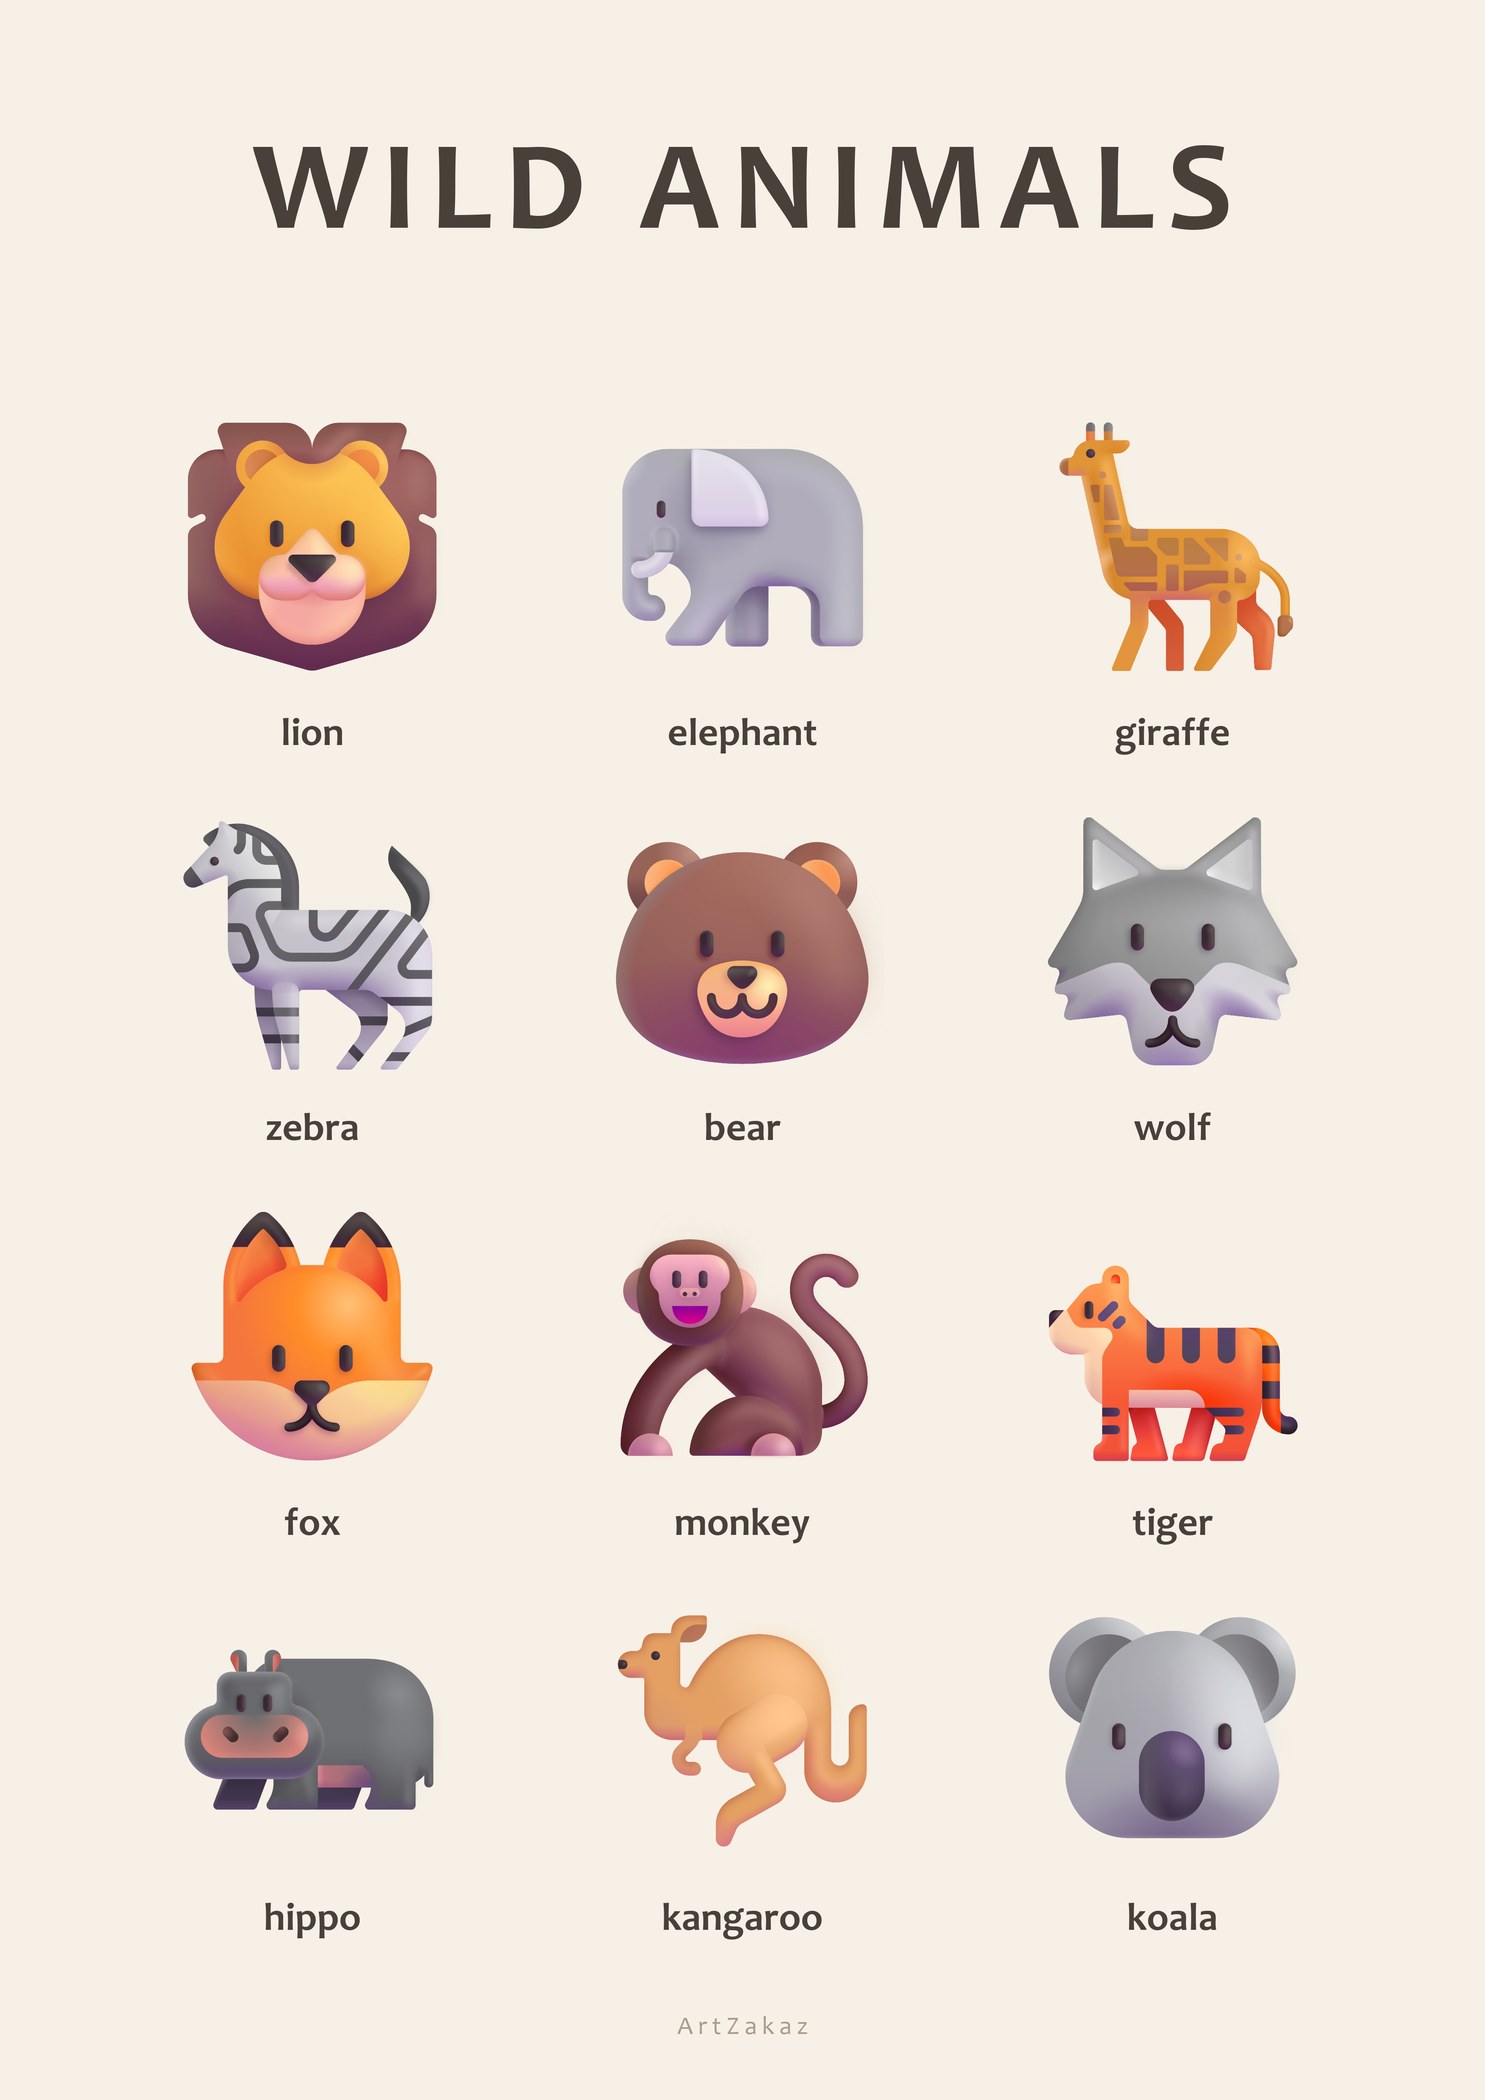 WILD ANIMALS
lion elephant giraffe
zebra bear wolf
fox monkey tiger
hippo kangaroo koala
ArtZakaz